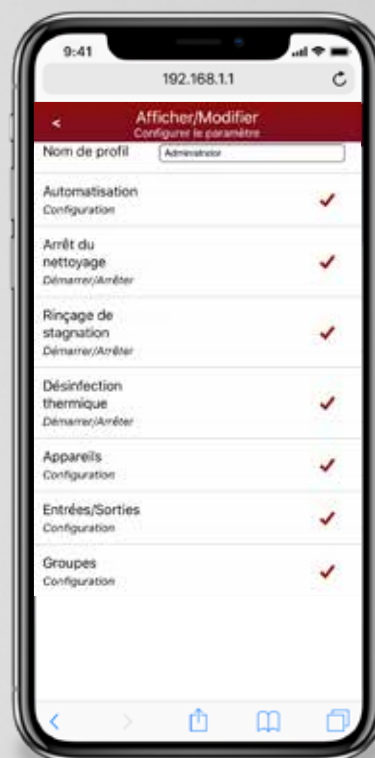 9:41
192.168.1.1
<
Afficher/Modifier
Configurer le paramètre
Nom de profil Administrator
Automatisation
Configuration
Arrêt du
nettoyage
Démarrer/Arrêter
Rinçage de
stagnation
Démarrer/Arrêter
Désinfection
thermique
Démarrer/Arrêter
Appareils
Configuration
Entrées/Sorties
Configuration
Groupes
Configuration